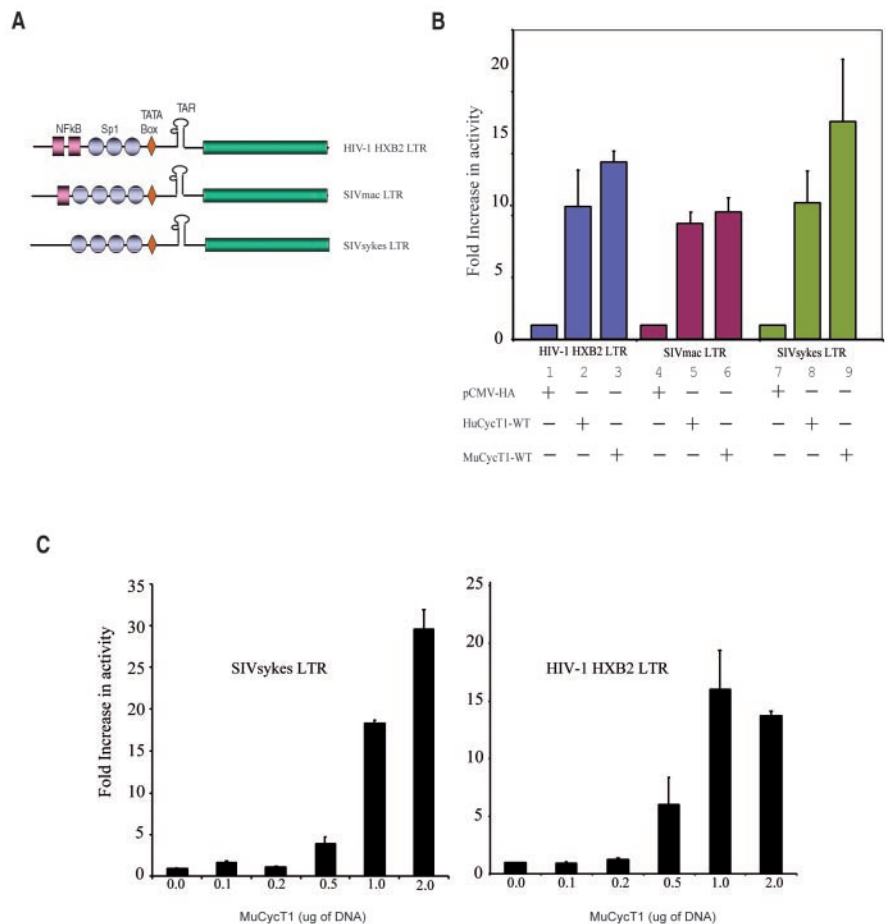 A
NFkB Sp1 TATA Box TAR
HIV-1 HXB2 LTR
SIVmac LTR
SIVsykes LTR
B
Fold Increase in activity
20
15
10
5
0
HIV-1 HXB2 LTR SIVmac LTR SIVsykes LTR
1 2 3 4 5 6 7 8 9
pCMV-HA + − − + − − + − −
HuCycT1-WT − + − − + − − + −
MuCycT1-WT − − + − − + − − +
C
Fold Increase in activity
35
30
25
20
15
10
5
0
SIVsykes LTR
0.0 0.1 0.2 0.5 1.0 2.0
MuCycT1 (ug of DNA)
25
20
15
10
5
0
HIV-1 HXB2 LTR
0.0 0.1 0.2 0.5 1.0 2.0
MuCycT1 (ug of DNA)